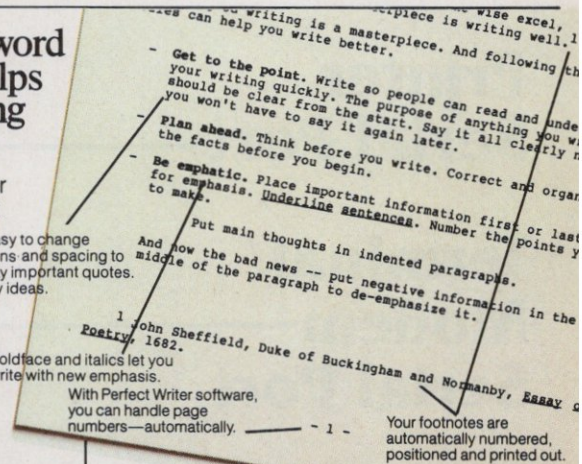 word
lps
ng
r
sy to change
ns and spacing to
y important quotes.
y ideas.
oldface and italics let you
rite with new emphasis.
With Perfect Writer software,
you can handle page
numbers—automatically.
wise excel,
writing is a masterpiece. And following
can help you write better.
- Get to the point. Write so people can read and unde
your writing quickly. The purpose of anything you w
should be clear from the start. Say it all clearly n
you won't have to say it again later.
- Plan ahead. Think before you write. Correct and organ
the facts before you begin.
- Be emphatic. Place important information first or last
for emphasis. Underline sentences. Number the points y
to make.
Put main thoughts in indented paragraphs.
And now the bad news -- put negative information in the
middle of the paragraph to de-emphasize it.
1 John Sheffield, Duke of Buckingham and Normanby, Essay o
Poetry, 1682.
- 1 -
Your footnotes are
automatically numbered,
positioned and printed out.